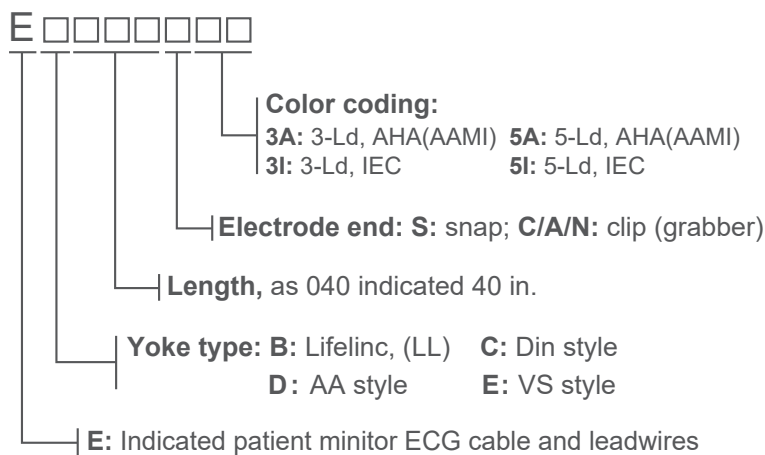 E□□□□□□□
Color coding:
3A: 3-Ld, AHA(AAMI) 5A: 5-Ld, AHA(AAMI)
3I: 3-Ld, IEC 5I: 5-Ld, IEC
Electrode end: S: snap; C/A/N: clip (grabber)
Length, as 040 indicated 40 in.
Yoke type: B: Lifelinc, (LL) C: Din style
D: AA style E: VS style
E: Indicated patient minitor ECG cable and leadwires